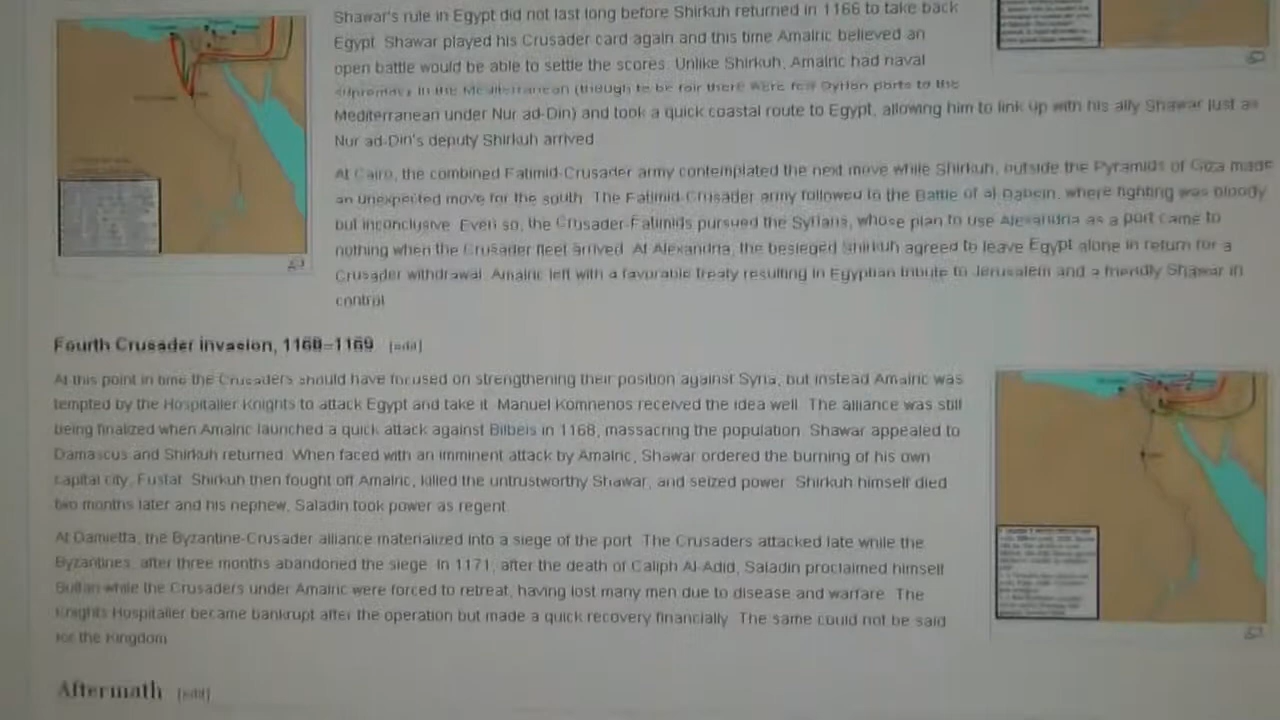 Shawar's rule in Egypt did not last long before Shirkuh returned in 1166 to take back
Egypt. Shawar played his Crusader card again and this time Amalric believed an
open battle would be able to settle the scores. Unlike Shirkuh, Amalric had naval
supremacy in the Mediterranean (though to be fair there were few Syrian ports to the
Mediterranean under Nur ad-Din) and took a quick coastal route to Egypt, allowing him to link up with his ally Shawar just as
Nur ad-Din's deputy Shirkuh arrived.
At Cairo, the combined Fatimid-Crusader army contemplated the next move while Shirkuh, outside the Pyramids of Giza made
an unexpected move for the south. The Fatimid-Crusader army followed to the Battle of al-Babein, where fighting was bloody
but inconclusive. Even so, the Crusader-Fatimids pursued the Syrians, whose plan to use Alexandria as a port came to
nothing when the Crusader fleet arrived. At Alexandria, the besieged Shirkuh agreed to leave Egypt alone in return for a
Crusader withdrawal. Amalric left with a favorable treaty resulting in Egyptian tribute to Jerusalem and a friendly Shawar in
control.
Fourth Crusader invasion, 1168–1169 [edit]
At this point in time the Crusaders should have focused on strengthening their position against Syria, but instead Amalric was
tempted by the Hospitaller Knights to attack Egypt and take it. Manuel Komnenos received the idea well. The alliance was still
being finalized when Amalric launched a quick attack against Bilbeis in 1168, massacring the population. Shawar appealed to
Damascus and Shirkuh returned. When faced with an imminent attack by Amalric, Shawar ordered the burning of his own
capital city, Fustat. Shirkuh then fought off Amalric, killed the untrustworthy Shawar, and seized power. Shirkuh himself died
two months later and his nephew, Saladin took power as regent.
At Damietta, the Byzantine-Crusader alliance materialized into a siege of the port. The Crusaders attacked late while the
Byzantines, after three months abandoned the siege. In 1171, after the death of Caliph Al-Adid, Saladin proclaimed himself
Sultan while the Crusaders under Amalric were forced to retreat, having lost many men due to disease and warfare. The
Knights Hospitaller became bankrupt after the operation but made a quick recovery financially. The same could not be said
for the Kingdom.
Aftermath [edit]